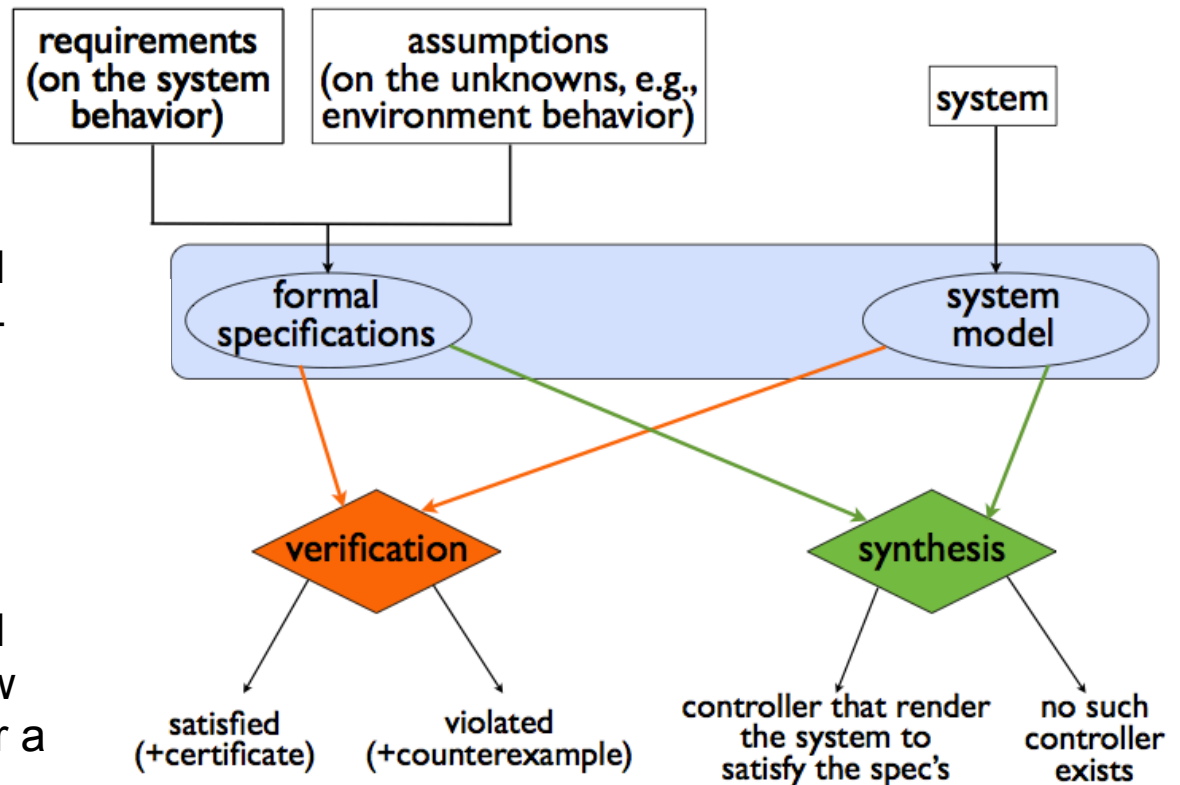 requirements
(on the system
behavior)
assumptions
(on the unknowns, e.g.,
environment behavior)
system
formal
specifications
system
model
verification
synthesis
satisfied
(+certificate)
violated
(+counterexample)
controller that render
the system to
satisfy the spec's
no such
controller
exists
r a